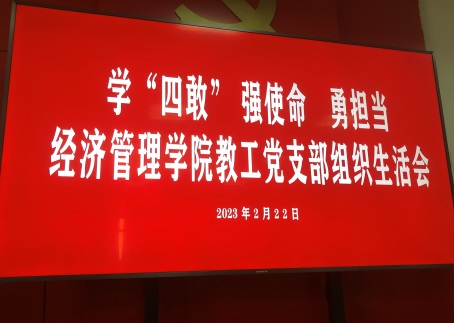 学“四敢” 强使命 勇担当
经济管理学院教工党支部组织生活会
2023年2月22日